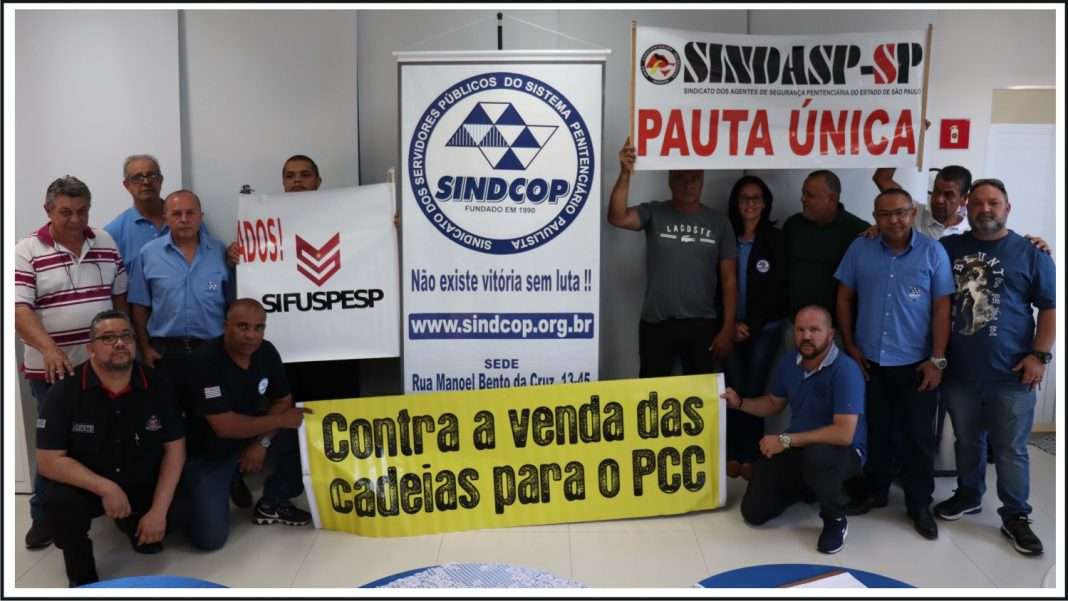 SINDICATO DOS SERVIDORES PÚBLICOS DO SISTEMA PENITENCIÁRIO PAULISTA
SINDCOP
FUNDADO EM 1990
Não existe vitória sem luta !!
www.sindcop.org.br
SEDE
Rua Manoel Bento da Cruz, 13-45
SINDASP-SP
SINDICATO DOS AGENTES DE SEGURANÇA PENITENCIÁRIA DO ESTADO DE SÃO PAULO
PAUTA ÚNICA
ADOS!
SIFUSPESP
LACOSTE
Contra a venda das
cadeias para o PCC